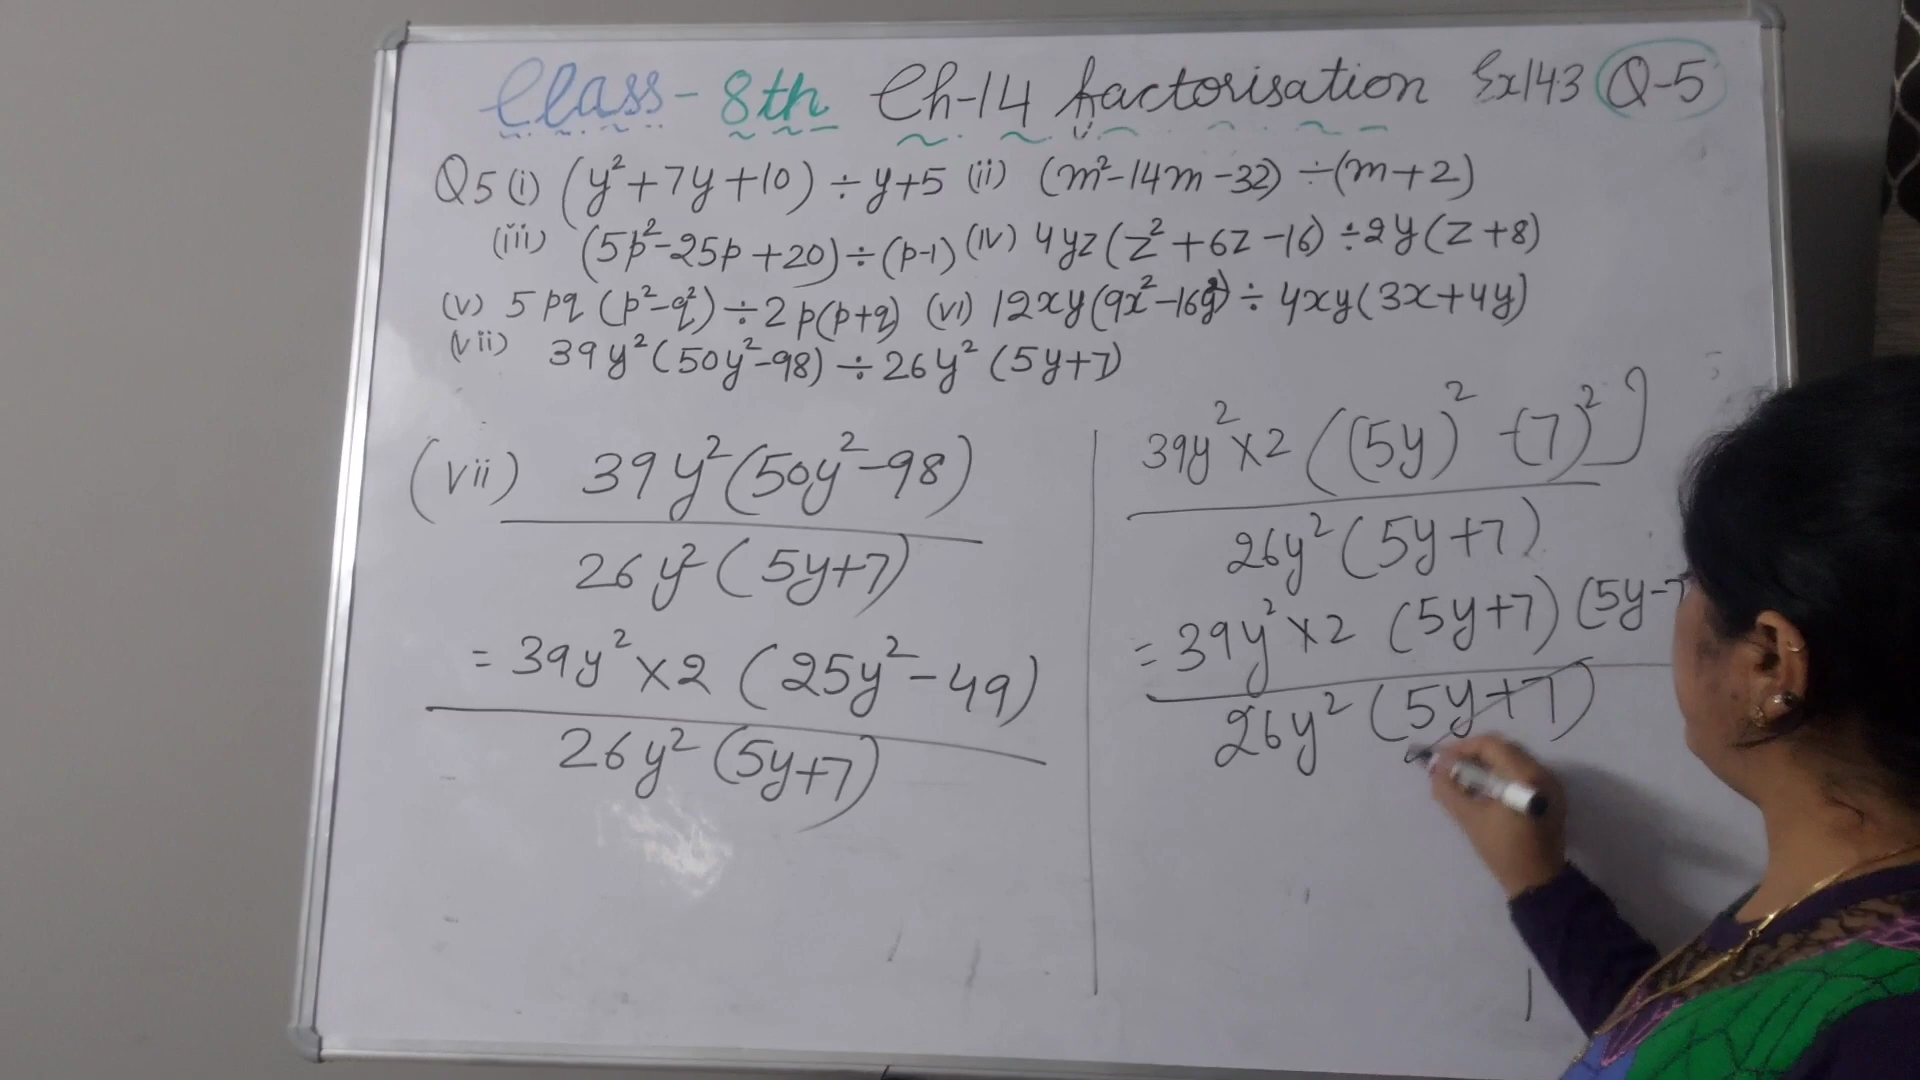 Class - 8th Ch-14 factorisation Ex14.3 Q-5
Q5 (i) (y²+7y+10) ÷ y+5 (ii) (m²-14m-32) ÷ (m+2)
(iii) (5p²-25p+20) ÷ (p-1) (iv) 4yz(z²+6z-16) ÷ 2y(z+8)
(v) 5pq (p²-q²) ÷ 2p(p+q) (vi) 12xy(9x²-16y²) ÷ 4xy(3x+4y)
(vii) 39y²(50y²-98) ÷ 26y² (5y+7)
(vii) 39y²(50y²-98)
26y²(5y+7)
= 39y² × 2 (25y²-49)
26y² (5y+7)
39y² × 2 ((5y)² - (7)²]
26y² (5y+7)
= 39y² × 2 (5y+7) (5y-7
26y² (5y+7)